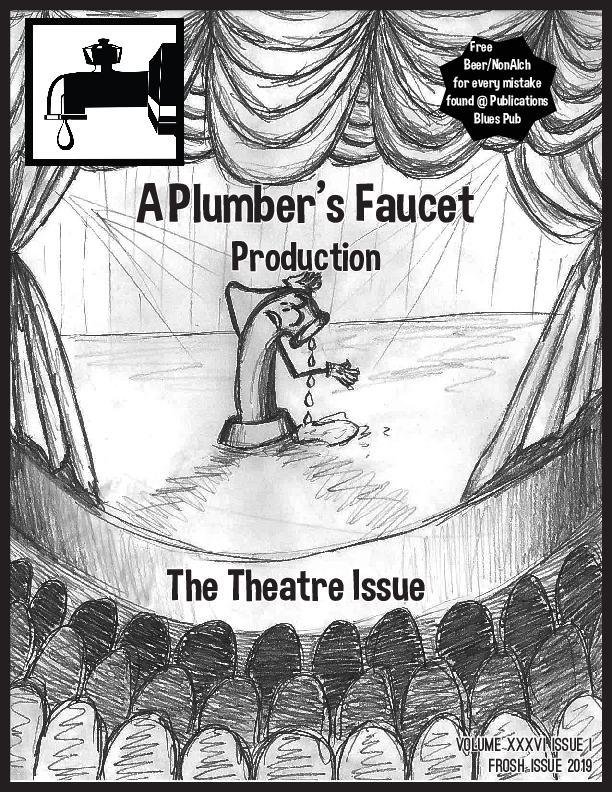 Free
Beer/NonAlch
for every mistake
found @ Publications
Blues Pub
A Plumber's Faucet
Production
The Theatre Issue
VOLUME XXXVI ISSUE I
FROSH ISSUE 2019